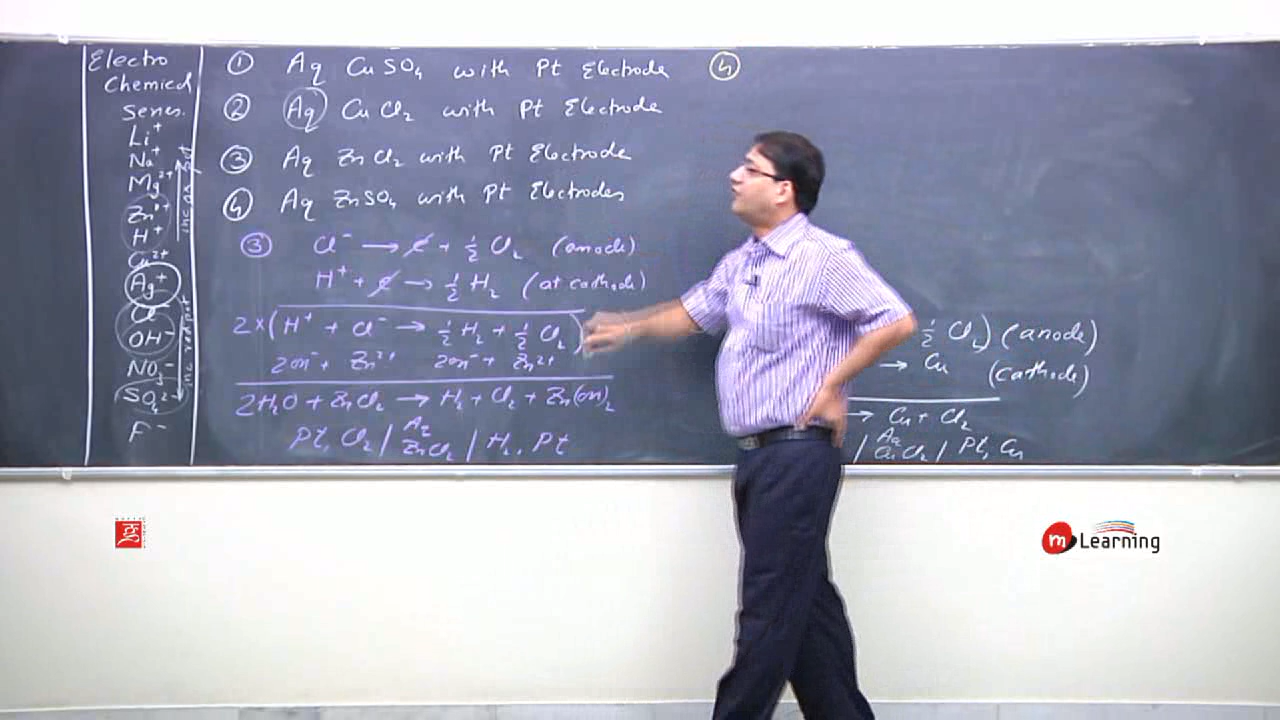 Electro
Chemical
Series.
Li⁺
Na⁺
Mg²⁺
Zn²⁺
H⁺
Cu²⁺
Ag⁺
Cl⁻
OH⁻
NO₃⁻
SO₄²⁻
F⁻
inc red pot
① Aq CuSO₄ with Pt Electrode
② Aq CuCl₂ with Pt Electrode
③ Aq ZnCl₂ with Pt Electrode
④ Aq ZnSO₄ with Pt Electrodes
③ Cl⁻ → e + ½ Cl₂ (anode)
H⁺ + e → ½ H₂ (at cathode)
2×(H⁺ + Cl⁻ → ½ H₂ + ½ Cl₂)
2OH⁻ + Zn²⁺ 2OH⁻ + Zn²⁺
2H₂O + ZnCl₂ → H₂ + Cl₂ + Zn(OH)₂
Pt, Cl₂ / Aq ZnCl₂ / H₂, Pt
④
½ Cl₂) (anode)
→ Cu (cathode)
→ Cu + Cl₂
/ Aq CuCl₂ / Pt, Cu
m Learning